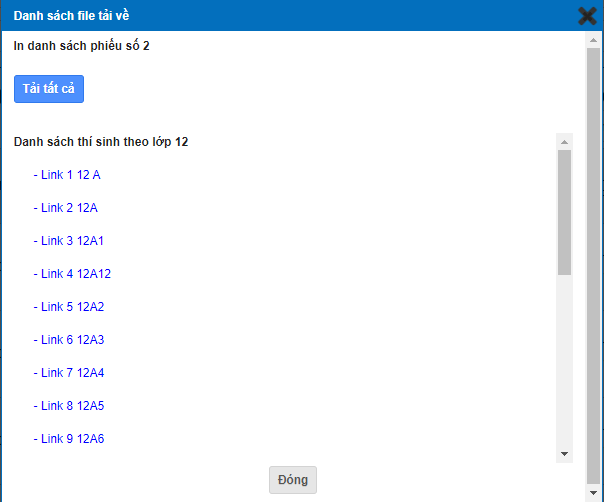 Danh sách file tải về
In danh sách phiếu số 2
Tải tất cả
Danh sách thí sinh theo lớp 12
- Link 1 12 A
- Link 2 12A
- Link 3 12A1
- Link 4 12A12
- Link 5 12A2
- Link 6 12A3
- Link 7 12A4
- Link 8 12A5
- Link 9 12A6
Đóng